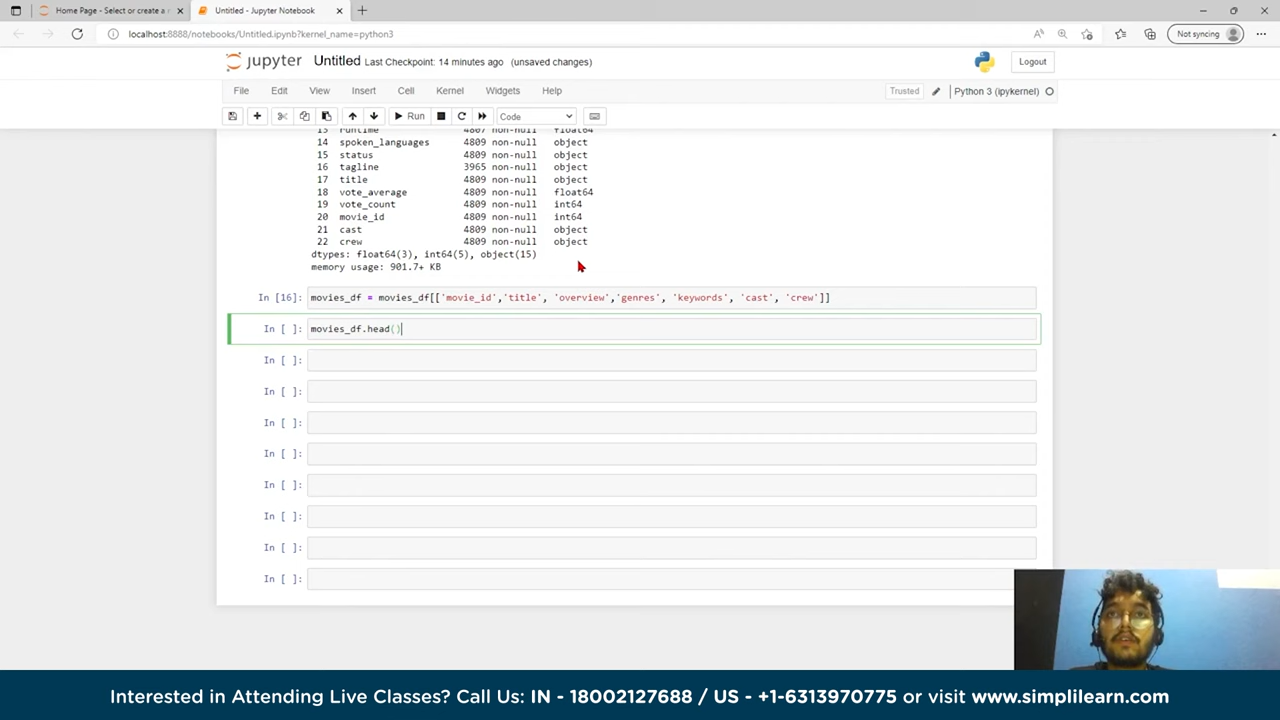 Home Page - Select or create a n
Untitled - Jupyter Notebook
localhost:8888/notebooks/Untitled.ipynb?kernel_name=python3
Not syncing
jupyter Untitled Last Checkpoint: 14 minutes ago (unsaved changes)
Logout
File Edit View Insert Cell Kernel Widgets Help
Trusted Python 3 (ipykernel)
Run Code
13 runtime 4807 non-null float64
14 spoken_languages 4809 non-null object
15 status 4809 non-null object
16 tagline 3965 non-null object
17 title 4809 non-null object
18 vote_average 4809 non-null float64
19 vote_count 4809 non-null int64
20 movie_id 4809 non-null int64
21 cast 4809 non-null object
22 crew 4809 non-null object
dtypes: float64(3), int64(5), object(15)
memory usage: 901.7+ KB
In [16]: movies_df = movies_df[['movie_id','title', 'overview','genres', 'keywords', 'cast', 'crew']]
In [ ]: movies_df.head()
In [ ]:
In [ ]:
In [ ]:
In [ ]:
In [ ]:
In [ ]:
In [ ]:
In [ ]:
Interested in Attending Live Classes? Call Us: IN - 18002127688 / US - +1-6313970775 or visit www.simplilearn.com